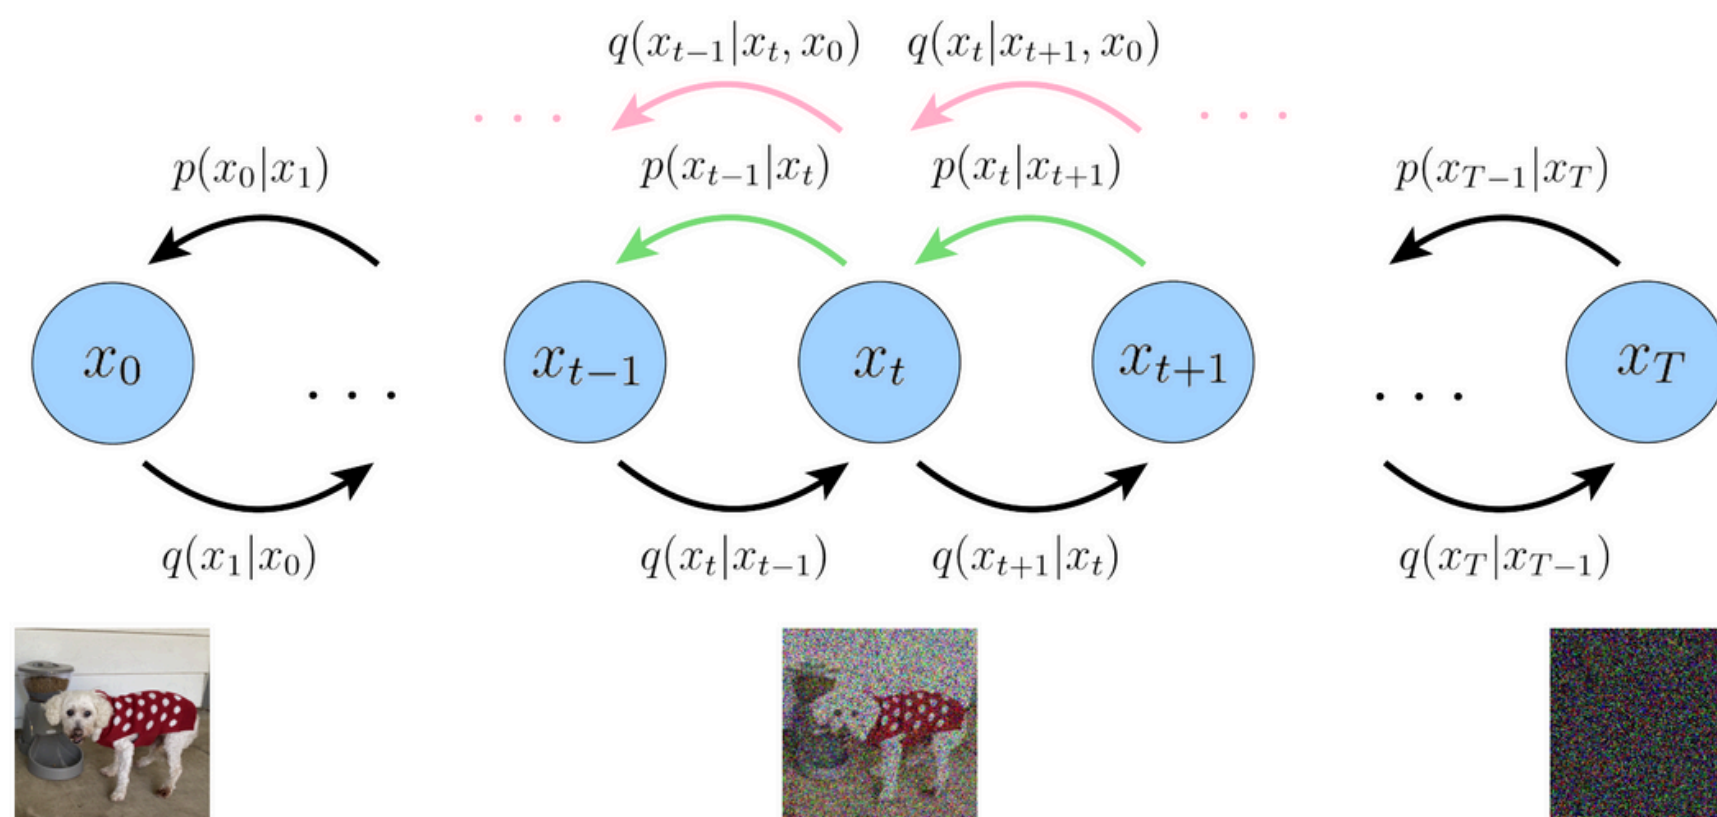 q(x_{t−1}|x_t, x_0) q(x_t|x_{t+1}, x_0)
p(x_0|x_1) p(x_{t−1}|x_t) p(x_t|x_{t+1}) p(x_{T−1}|x_T)
x_0 . . . x_{t−1} x_t x_{t+1} . . . x_T
q(x_1|x_0) q(x_t|x_{t−1}) q(x_{t+1}|x_t) q(x_T|x_{T−1})